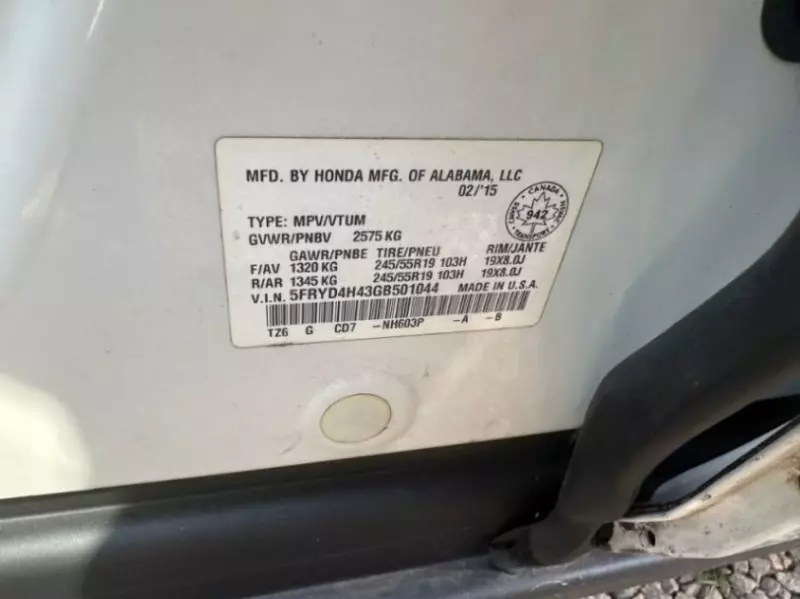 MFD. BY HONDA MFG. OF ALABAMA, LLC
02/'15
TYPE: MPV/VTUM
GVWR/PNBV 2575 KG
GAWR/PNBE TIRE/PNEU RIM/JANTE
F/AV 1320 KG 245/55R19 103H 19X8.0J
R/AR 1345 KG 245/55R19 103H 19X8.0J
V.I.N. 5FRYD4H43GB501044 MADE IN U.S.A.
TZ6 G CD7 -NH603P -A -B
CANADA
942
TRANSPORT